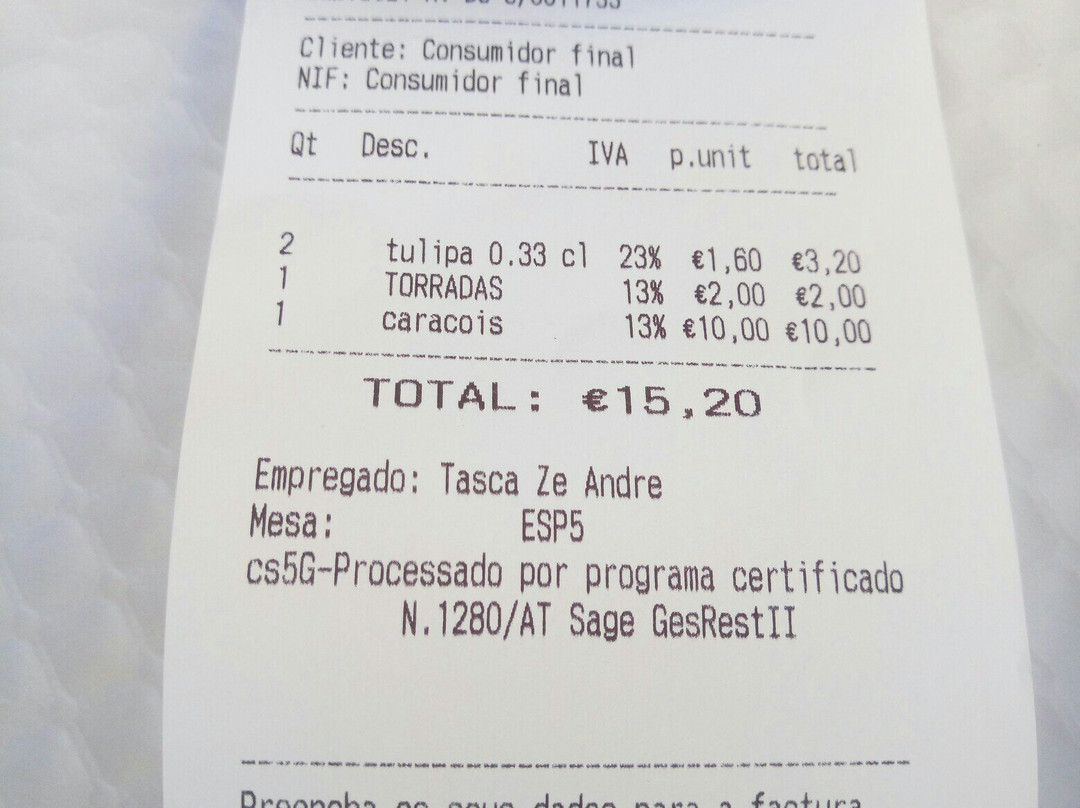 Cliente: Consumidor final
NIF: Consumidor final
Qt Desc. IVA p.unit total
2 tulipa 0.33 cl 23% €1,60 €3,20
1 TORRADAS 13% €2,00 €2,00
1 caracois 13% €10,00 €10,00
TOTAL: €15,20
Empregado: Tasca Ze Andre
Mesa: ESP5
cs5G-Processado por programa certificado
N.1280/AT Sage GesRestII
para a factura